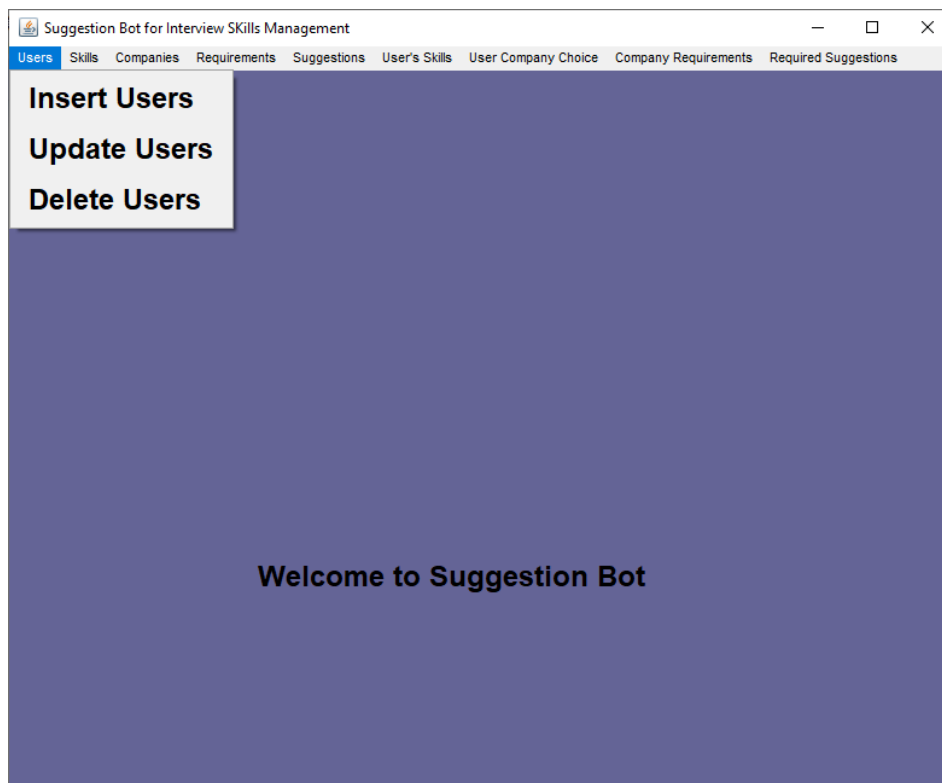 Suggestion Bot for Interview SKills Management
Users Skills Companies Requirements Suggestions User's Skills User Company Choice Company Requirements Required Suggestions
Insert Users
Update Users
Delete Users
Welcome to Suggestion Bot